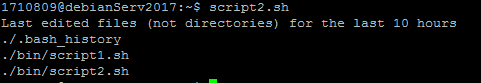 1710809@debianServ2017:~$ script2.sh
Last edited files (not directories) for the last 10 hours
./.bash_history
./bin/script1.sh
./bin/script2.sh